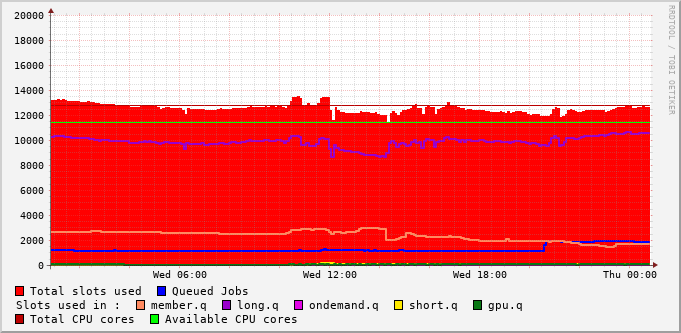 RRDTOOL / TOBI OETIKER
20000
18000
16000
14000
12000
10000
8000
6000
4000
2000
0
Wed 06:00 Wed 12:00 Wed 18:00 Thu 00:00
Total slots used Queued Jobs
Slots used in : member.q long.q ondemand.q short.q gpu.q
Total CPU cores Available CPU cores